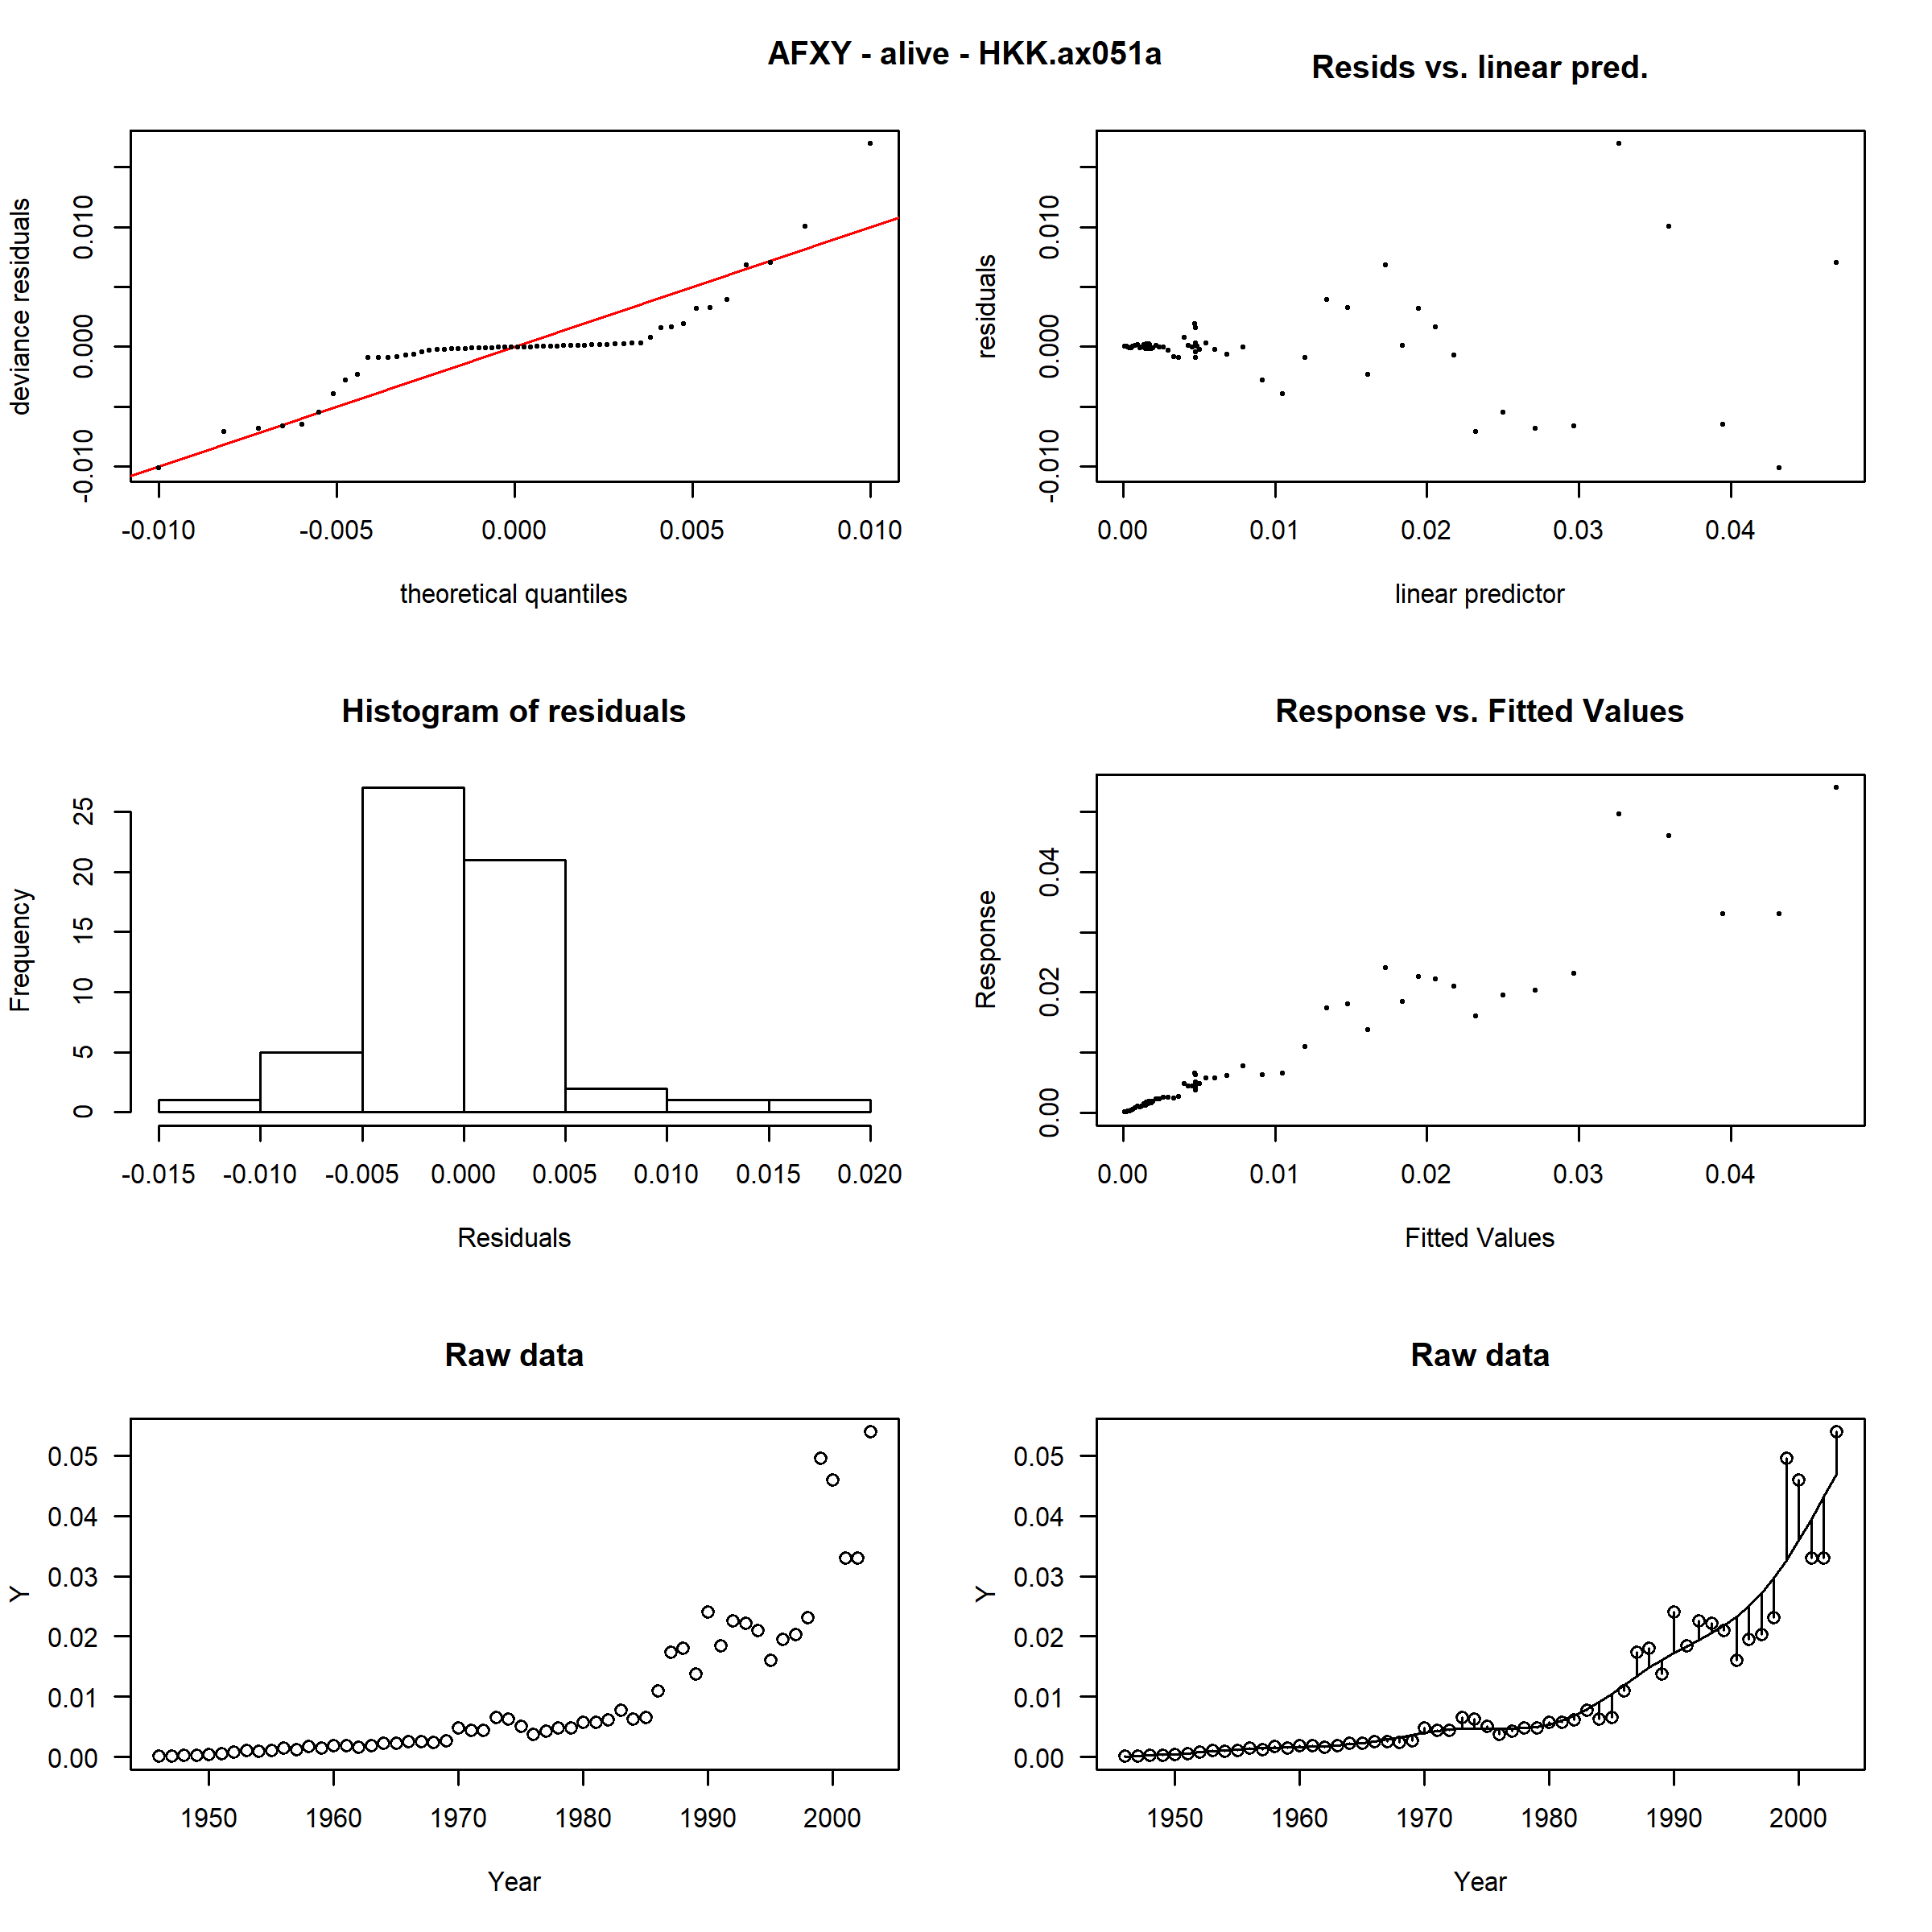 AFXY - alive - HKK.ax051a
Resids vs. linear pred.
deviance residuals
-0.010 0.000 0.010
-0.010 -0.005 0.000 0.005 0.010
theoretical quantiles
residuals
-0.010 0.000 0.010
0.00 0.01 0.02 0.03 0.04
linear predictor
Histogram of residuals
Frequency
0 5 10 15 20 25
-0.015 -0.010 -0.005 0.000 0.005 0.010 0.015 0.020
Residuals
Response vs. Fitted Values
Response
0.00 0.02 0.04
0.00 0.01 0.02 0.03 0.04
Fitted Values
Raw data
Y
0.05
0.04
0.03
0.02
0.01
0.00
1950 1960 1970 1980 1990 2000
Year
Raw data
Y
0.05
0.04
0.03
0.02
0.01
0.00
1950 1960 1970 1980 1990 2000
Year